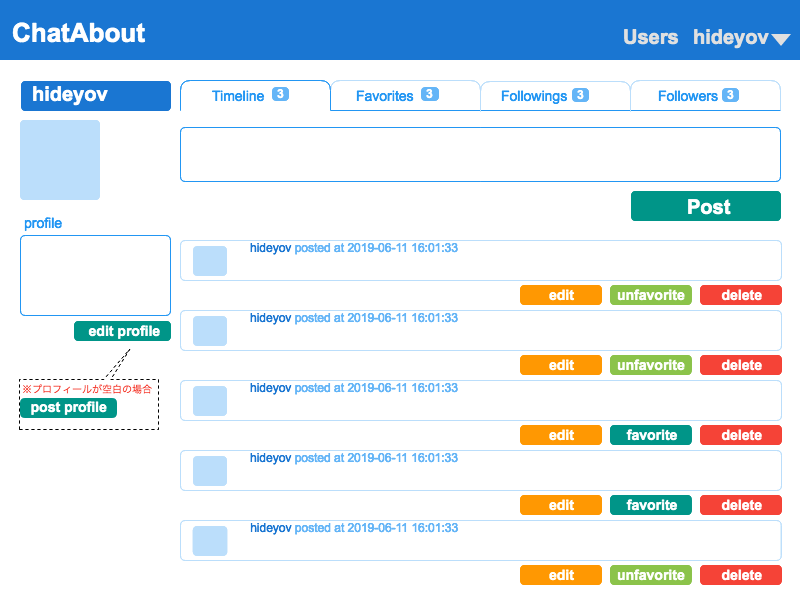 ChatAbout
Users hideyov
hideyov
Timeline 3
Favorites 3
Followings 3
Followers 3
Post
profile
edit profile
※プロフィールが空白の場合
post profile
hideyov posted at 2019-06-11 16:01:33
edit unfavorite delete
hideyov posted at 2019-06-11 16:01:33
edit unfavorite delete
hideyov posted at 2019-06-11 16:01:33
edit favorite delete
hideyov posted at 2019-06-11 16:01:33
edit favorite delete
hideyov posted at 2019-06-11 16:01:33
edit unfavorite delete